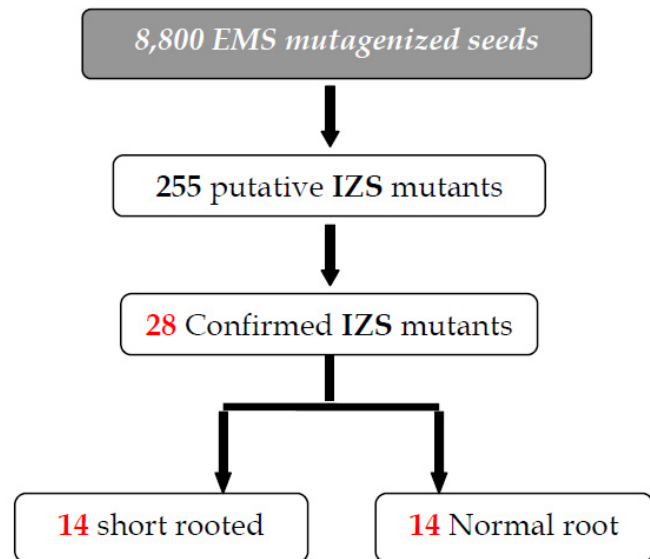 8,800 EMS mutagenized seeds
255 putative IZS mutants
28 Confirmed IZS mutants
14 short rooted
14 Normal root